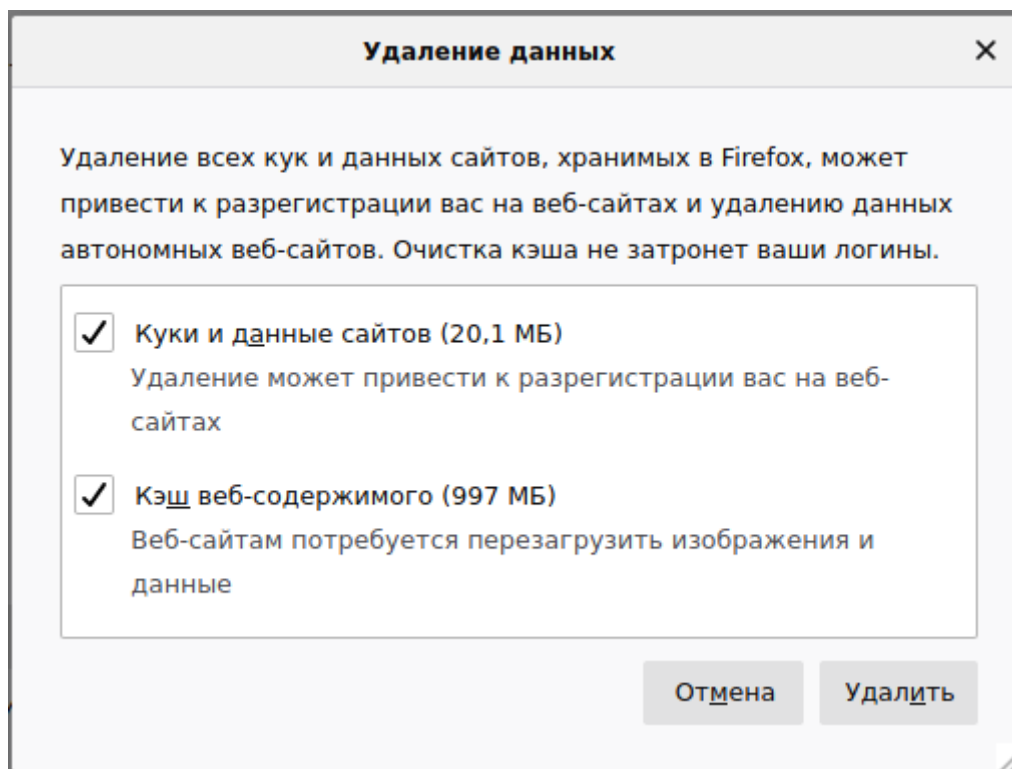 Удаление данных
Удаление всех кук и данных сайтов, хранимых в Firefox, может
привести к разрегистрации вас на веб-сайтах и удалению данных
автономных веб-сайтов. Очистка кэша не затронет ваши логины.
Куки и данные сайтов (20,1 МБ)
Удаление может привести к разрегистрации вас на веб-
сайтах
Кэш веб-содержимого (997 МБ)
Веб-сайтам потребуется перезагрузить изображения и
данные
Отмена Удалить